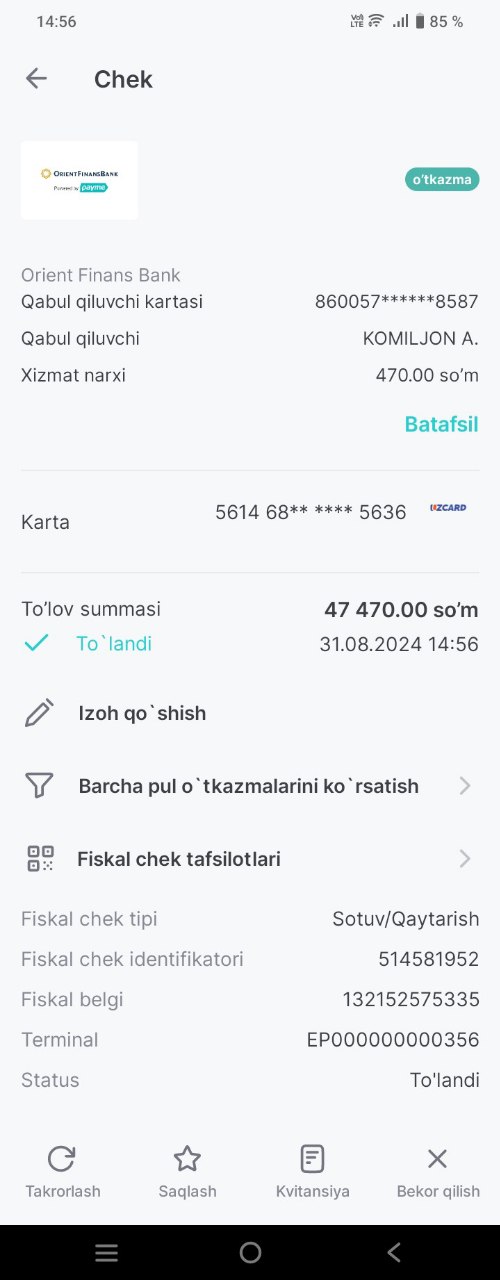 14:56 Vo) LTE 85 %
Chek
ORIENTFINANSBANK
Powered by payme
o'tkazma
Orient Finans Bank
Qabul qiluvchi kartasi 860057******8587
Qabul qiluvchi KOMILJON A.
Xizmat narxi 470.00 so'm
Batafsil
Karta 5614 68** **** 5636 UZCARD
To'lov summasi 47 470.00 so'm
To`landi 31.08.2024 14:56
Izoh qo`shish
Barcha pul o`tkazmalarini ko`rsatish
Fiskal chek tafsilotlari
Fiskal chek tipi Sotuv/Qaytarish
Fiskal chek identifikatori 514581952
Fiskal belgi 132152575335
Terminal EP000000000356
Status To'landi
Takrorlash Saqlash Kvitansiya Bekor qilish